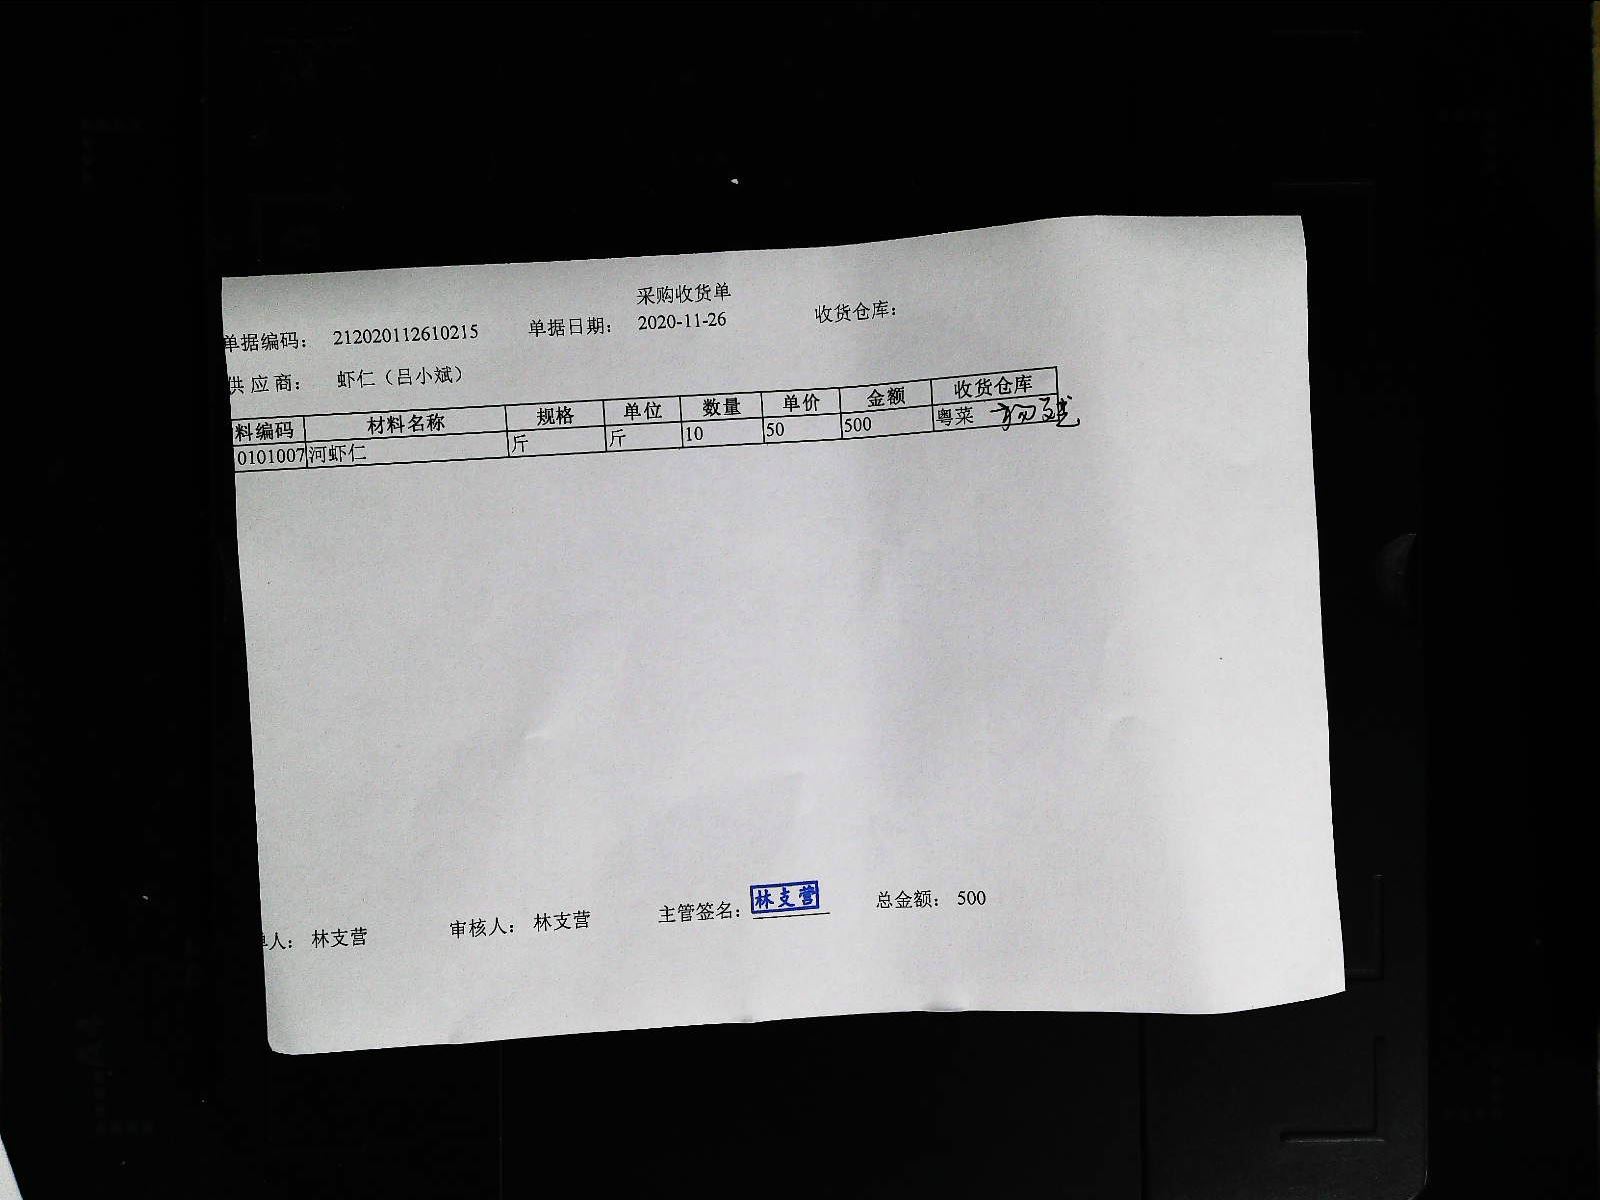 采购收货单
单据编码： 212020112610215 单据日期： 2020-11-26 收货仓库：
供 应 商： 虾仁（吕小斌）
料编码 材料名称 规格 单位 数量 单价 金额 收货仓库
0101007 河虾仁 斤 斤 10 50 500 粤菜
单人： 林支营 审核人： 林支营 主管签名： 林支营 总金额： 500